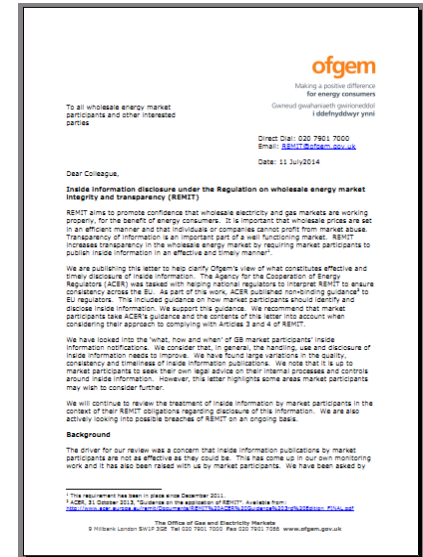 ofgem
Making a positive difference
for energy consumers
Gwneud gwahaniaeth gwirioneddol
i ddefnyddwyr ynni
To all wholesale energy market
participants and other interested
parties
Direct Dial: 020 7901 7000
Email: REMIT@ofgem.gov.uk
Date: 11 July2014
Dear Colleague,
Inside information disclosure under the Regulation on wholesale energy market
integrity and transparency (REMIT)
REMIT aims to promote confidence that wholesale electricity and gas markets are working
properly, for the benefit of energy consumers. It is important that wholesale prices are set
in an efficient manner and that individuals or companies cannot profit from market abuse.
Transparency of information is an important part of a well functioning market. REMIT
increases transparency in the wholesale energy market by requiring market participants to
publish inside information in an effective and timely manner¹.
We are publishing this letter to help clarify Ofgem's view of what constitutes effective and
timely disclosure of inside information. The Agency for the Cooperation of Energy
Regulators (ACER) was tasked with helping national regulators to interpret REMIT to ensure
consistency across the EU. As part of this work, ACER published non-binding guidance² to
EU regulators. This included guidance on how market participants should identify and
disclose inside information. We support this guidance. We recommend that market
participants take ACER's guidance and the contents of this letter into account when
considering their approach to complying with Articles 3 and 4 of REMIT.
We have looked into the 'what, how and when' of GB market participants' inside
information notifications. We consider that, in general, the handling, use and disclosure of
inside information needs to improve. We have found large variations in the quality,
consistency and timeliness of inside information publications. We note that it is up to
market participants to seek their own legal advice on their internal processes and controls
around inside information. However, this letter highlights some areas market participants
may wish to consider further.
We will continue to review the treatment of inside information by market participants in the
context of their REMIT obligations regarding disclosure of this information. We are also
actively looking into possible breaches of REMIT on an ongoing basis.
Background
The driver for our review was a concern that inside information publications by market
participants are not as effective as they could be. This has come up in our own monitoring
work and it has also been raised with us by market participants. We have been asked by
¹ This requirement has been in place since December 2011.
² ACER, 31 October 2013, "Guidance on the application of REMIT". Available from:
http://www.acer.europa.eu/remit/Documents/REMIT%20ACER%20Guidance%203rd%20Edition_FINAL.pdf
The Office of Gas and Electricity Markets
9 Millbank London SW1P 3GE Tel 020 7901 7000 Fax 020 7901 7066 www.ofgem.gov.uk